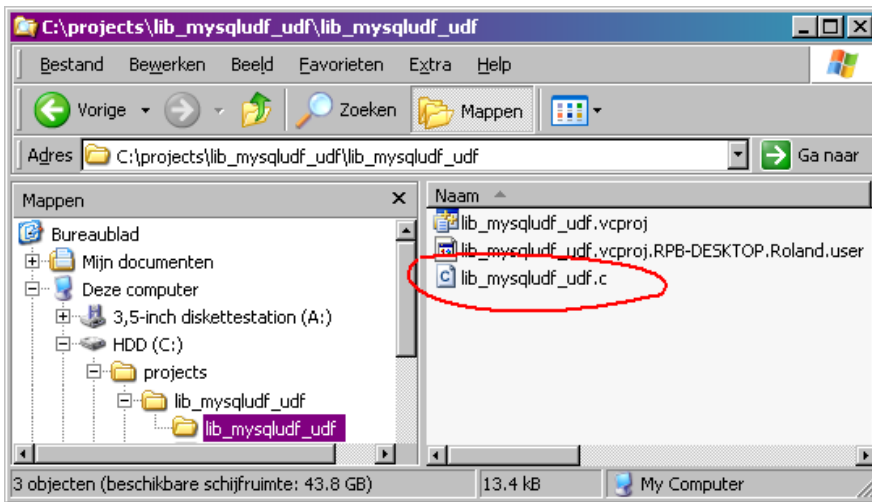 C:\projects\lib_mysqludf_udf\lib_mysqludf_udf
Bestand Bewerken Beeld Favorieten Extra Help
Vorige Zoeken Mappen
Adres C:\projects\lib_mysqludf_udf\lib_mysqludf_udf Ga naar
Mappen
Bureaublad
Mijn documenten
Deze computer
3,5-inch diskettestation (A:)
HDD (C:)
projects
lib_mysqludf_udf
lib_mysqludf_udf
Naam
lib_mysqludf_udf.vcproj
lib_mysqludf_udf.vcproj.RPB-DESKTOP.Roland.user
lib_mysqludf_udf.c
3 objecten (beschikbare schijfruimte: 43.8 GB) 13.4 kB My Computer